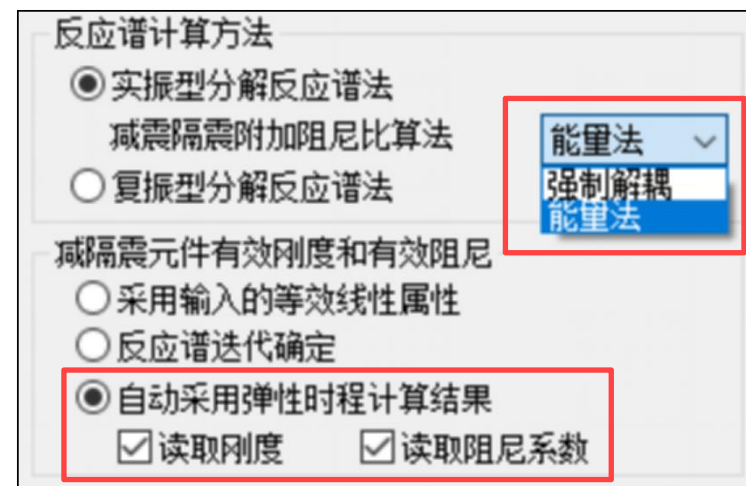 反应谱计算方法
实振型分解反应谱法
减震隔震附加阻尼比算法
能量法
强制解耦
能量法
复振型分解反应谱法
减隔震元件有效刚度和有效阻尼
采用输入的等效线性属性
反应谱迭代确定
自动采用弹性时程计算结果
读取刚度 读取阻尼系数